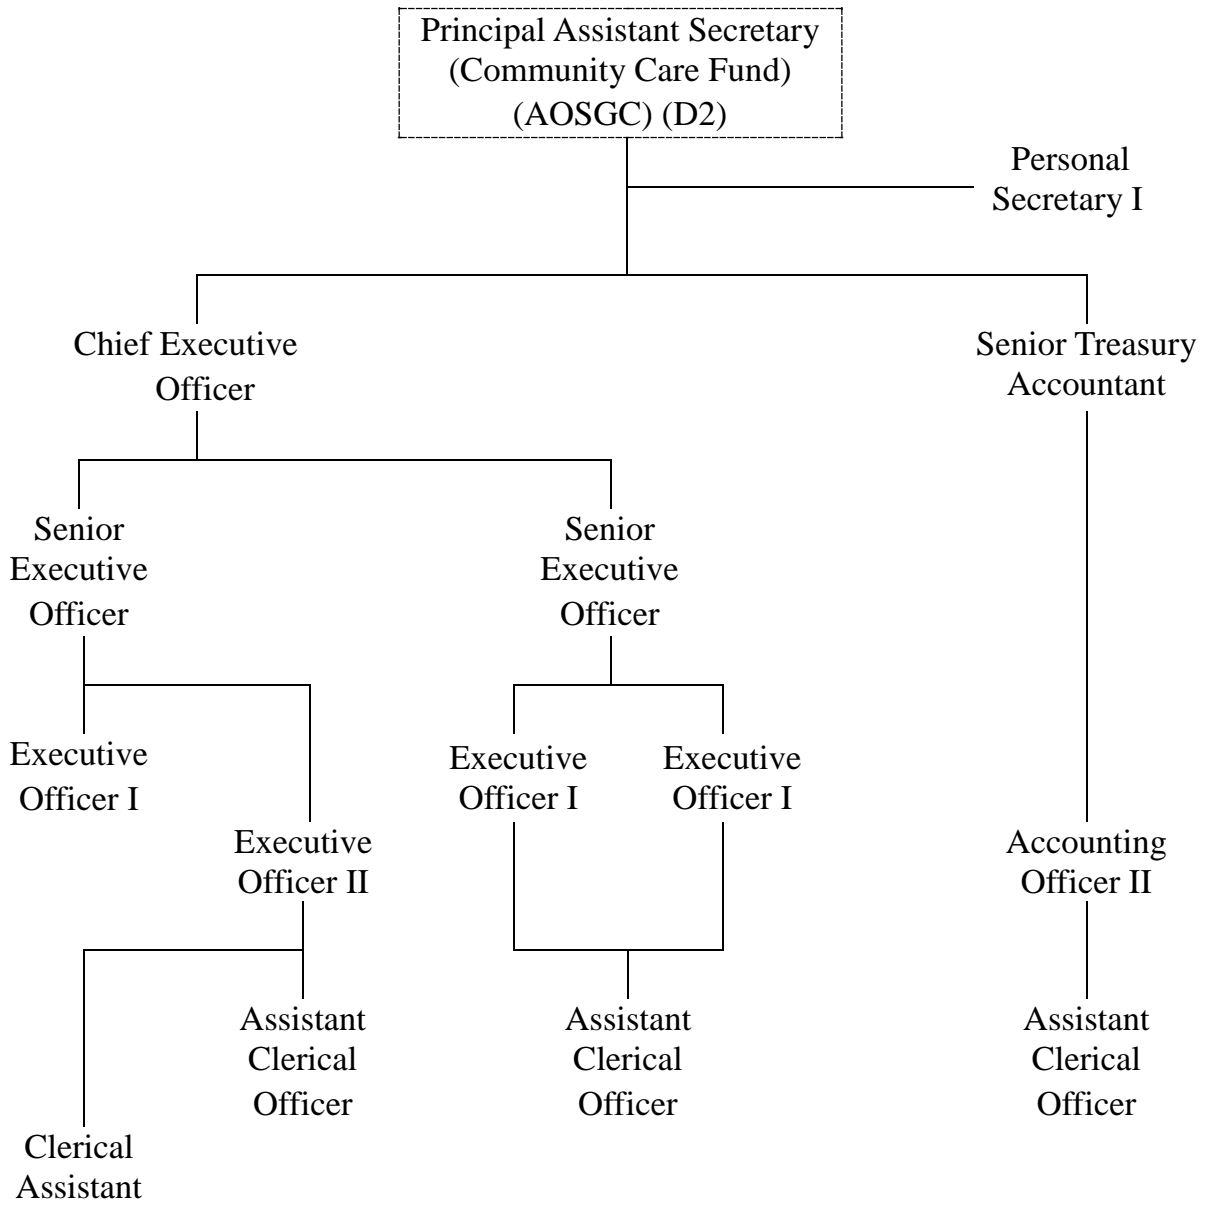 Principal Assistant Secretary
(Community Care Fund)
(AOSGC) (D2)
Personal
Secretary I
Chief Executive
Officer
Senior Treasury
Accountant
Senior
Executive
Officer
Senior
Executive
Officer
Executive
Officer I
Executive
Officer I
Executive
Officer I
Executive
Officer II
Accounting
Officer II
Assistant
Clerical
Officer
Assistant
Clerical
Officer
Assistant
Clerical
Officer
Clerical
Assistant